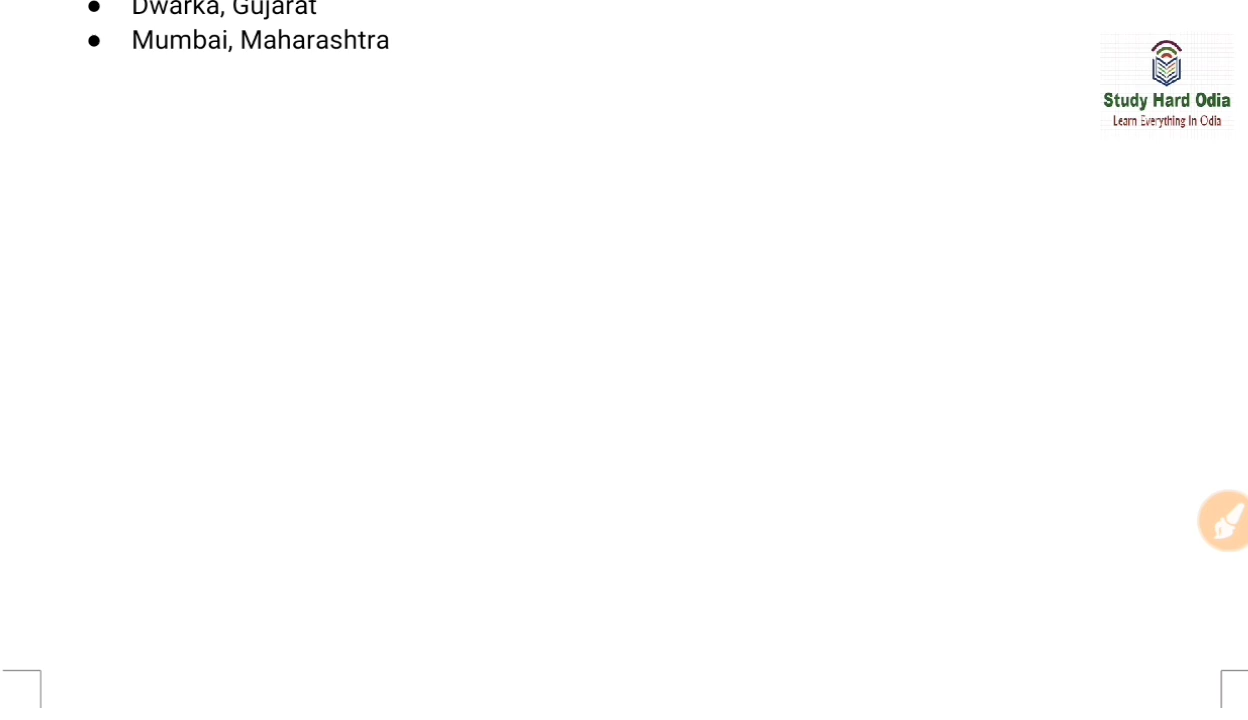 Dwarka, Gujarat
Mumbai, Maharashtra
Study Hard Odia
Learn Everything In Odia